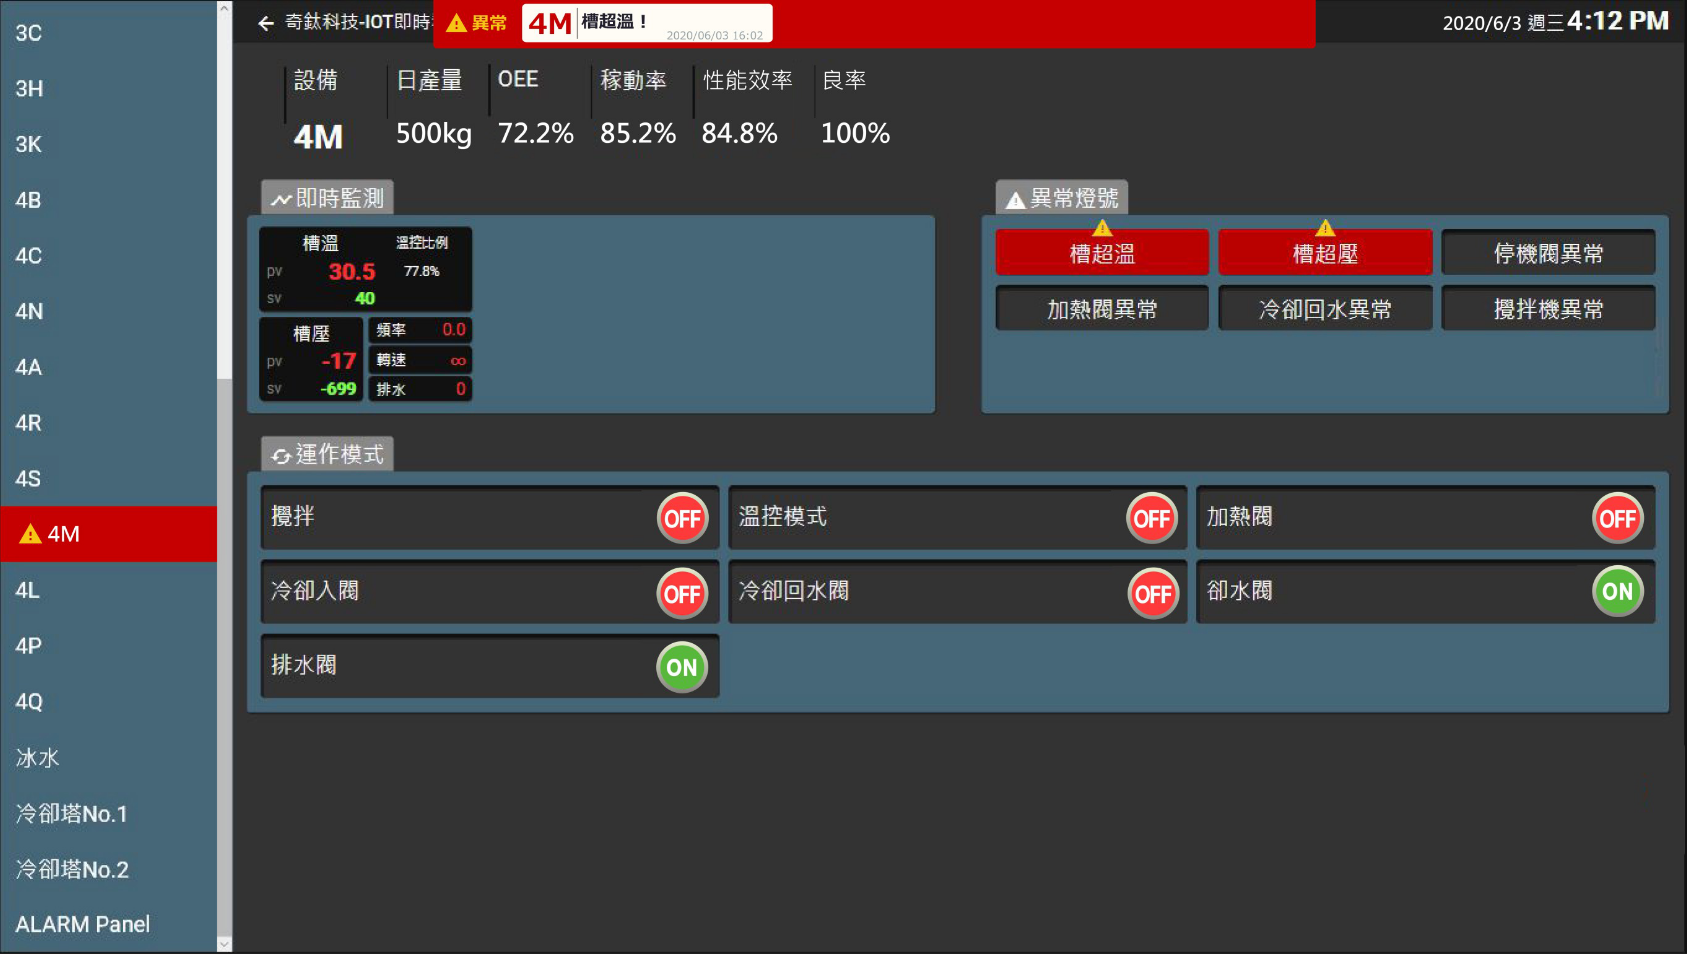 3C
3H
3K
4B
4C
4N
4A
4R
4S
4M
4L
4P
4Q
冰水
冷卻塔No.1
冷卻塔No.2
ALARM Panel
奇鈦科技-IOT即時
異常
4M 槽超溫！
2020/06/03 16:02
2020/6/3 週三 4:12 PM
設備 日產量 OEE 稼動率 性能效率 良率
4M 500kg 72.2% 85.2% 84.8% 100%
即時監測
槽溫 溫控比例
pv 30.5 77.8%
sv 40
槽壓
pv -17
sv -699
頻率 0.0
轉速 ∞
排水 0
異常燈號
槽超溫 槽超壓 停機閥異常
加熱閥異常 冷卻回水異常 攪拌機異常
運作模式
攪拌 OFF 溫控模式 OFF 加熱閥 OFF
冷卻入閥 OFF 冷卻回水閥 OFF 卻水閥 ON
排水閥 ON